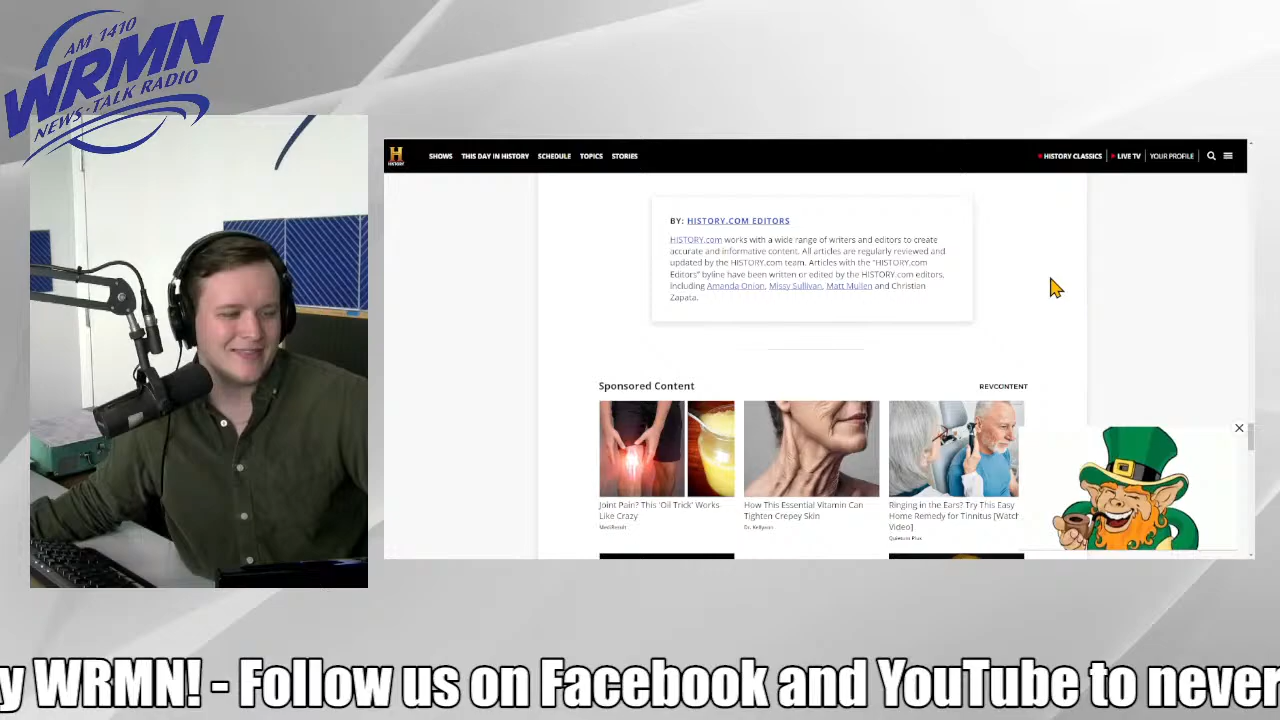 AM 1410
WRMN
NEWS·TALK RADIO
HISTORY
SHOWS THIS DAY IN HISTORY SCHEDULE TOPICS STORIES
HISTORY CLASSICS LIVE TV YOUR PROFILE
BY: HISTORY.COM EDITORS
HISTORY.com works with a wide range of writers and editors to create
accurate and informative content. All articles are regularly reviewed and
updated by the HISTORY.com team. Articles with the "HISTORY.com
Editors" byline have been written or edited by the HISTORY.com editors,
including Amanda Onion, Missy Sullivan, Matt Mullen and Christian
Zapata.
Sponsored Content
REVCONTENT
Joint Pain? This 'Oil Trick' Works
Like Crazy
How This Essential Vitamin Can
Tighten Crepey Skin
Dr. Kellyann
Ringing in the Ears? Try This Easy
Home Remedy for Tinnitus [Watch
Video]
Quietum Plus
y WRMN! - Follow us on Facebook and YouTube to never